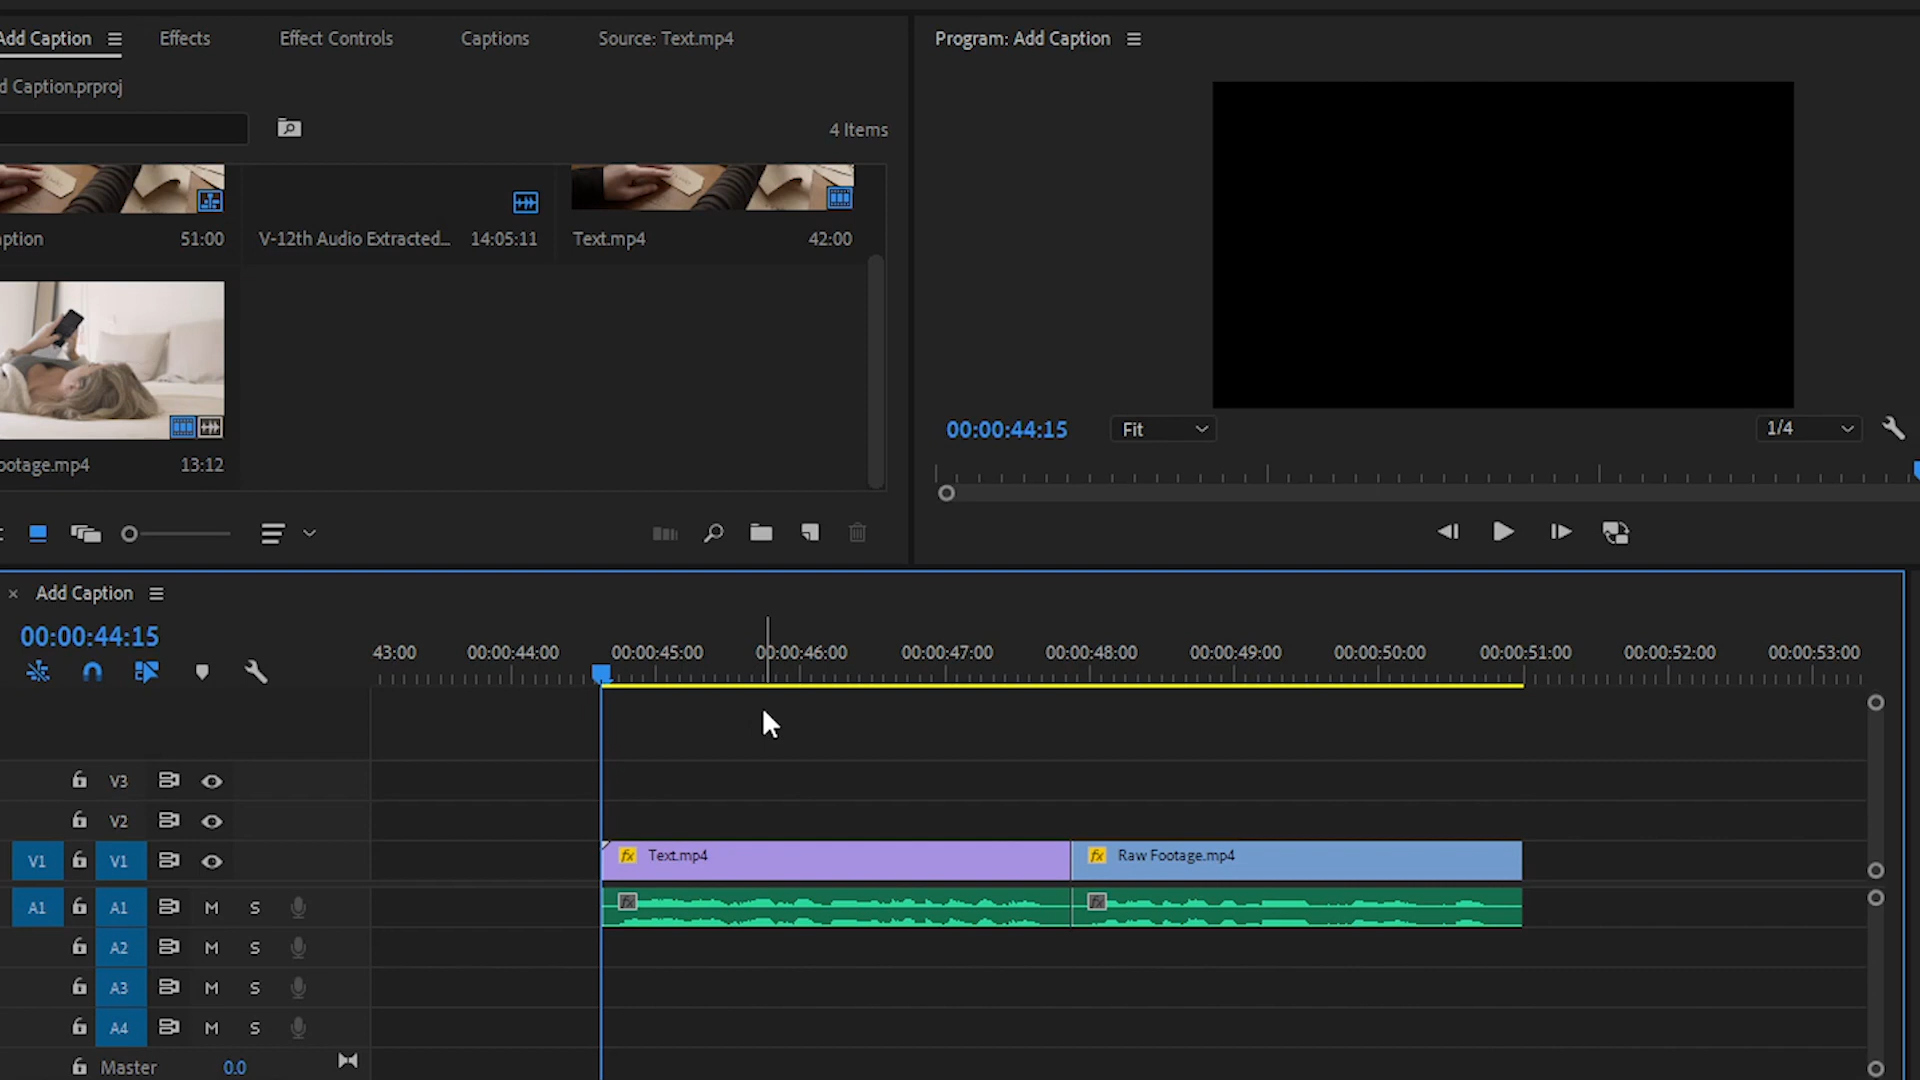 Add Caption
Effects
Effect Controls
Captions
Source: Text.mp4
Program: Add Caption
d Caption.prproj
4 Items
aption
51:00
V-12th Audio Extracted...
14:05:11
Text.mp4
42:00
ootage.mp4
13:12
00:00:44:15
Fit
1/4
× Add Caption
00:00:44:15
43:00
00:00:44:00
00:00:45:00
00:00:46:00
00:00:47:00
00:00:48:00
00:00:49:00
00:00:50:00
00:00:51:00
00:00:52:00
00:00:53:00
V3
V2
V1 V1
fx Text.mp4
fx Raw Footage.mp4
A1 A1 M S
fx
fx
A2 M S
A3 M S
A4 M S
Master 0.0